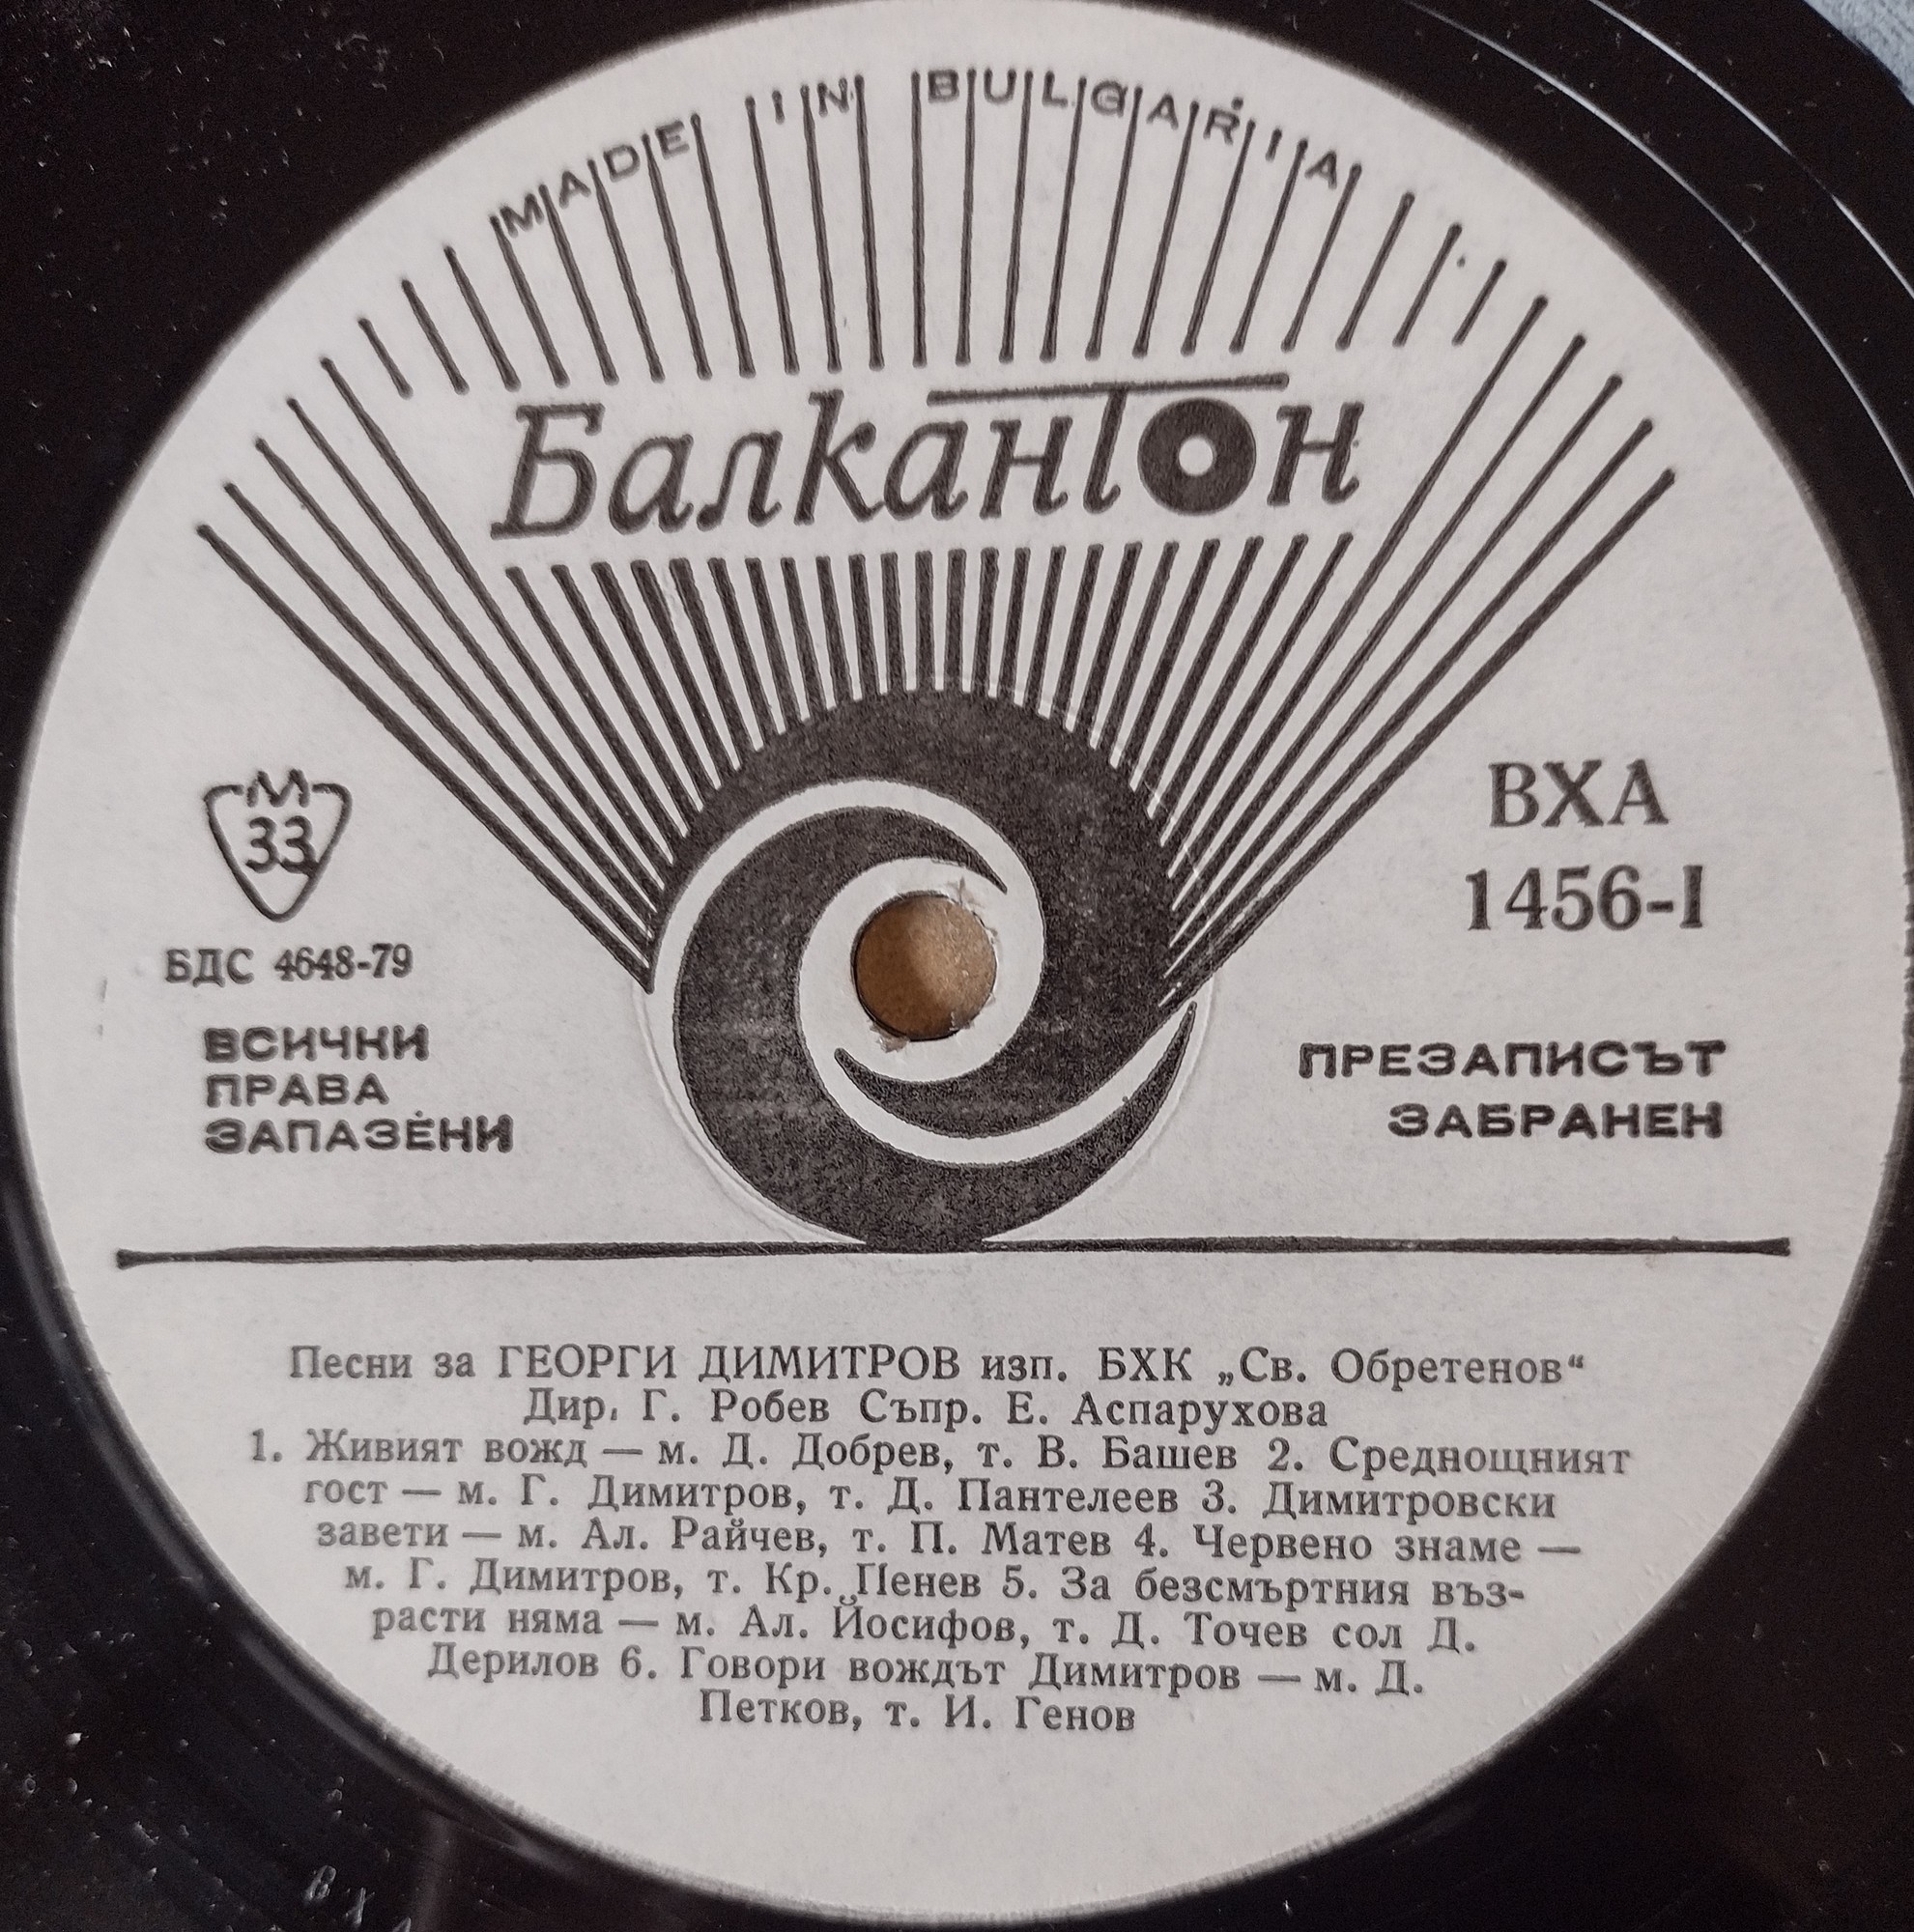 MADE IN BULGARIA
Балкантон
М
33
БДС 4648-79
ВСИЧКИ
ПРАВА
ЗАПАЗЕНИ
ВХА
1456-I
ПРЕЗАПИСЪТ
ЗАБРАНЕН
Песни за ГЕОРГИ ДИМИТРОВ изп. БХК „Св. Обретенов“
Дир. Г. Робев Съпр. Е. Аспарухова
1. Живият вожд — м. Д. Добрев, т. В. Башев 2. Среднощният
гост — м. Г. Димитров, т. Д. Пантелеев 3. Димитровски
завети — м. Ал. Райчев, т. П. Матев 4. Червено знаме —
м. Г. Димитров, т. Кр. Пенев 5. За безсмъртния въз-
расти няма — м. Ал. Йосифов, т. Д. Точев сол Д.
Дерилов 6. Говори вождът Димитров — м. Д.
Петков, т. И. Генов
ВХА